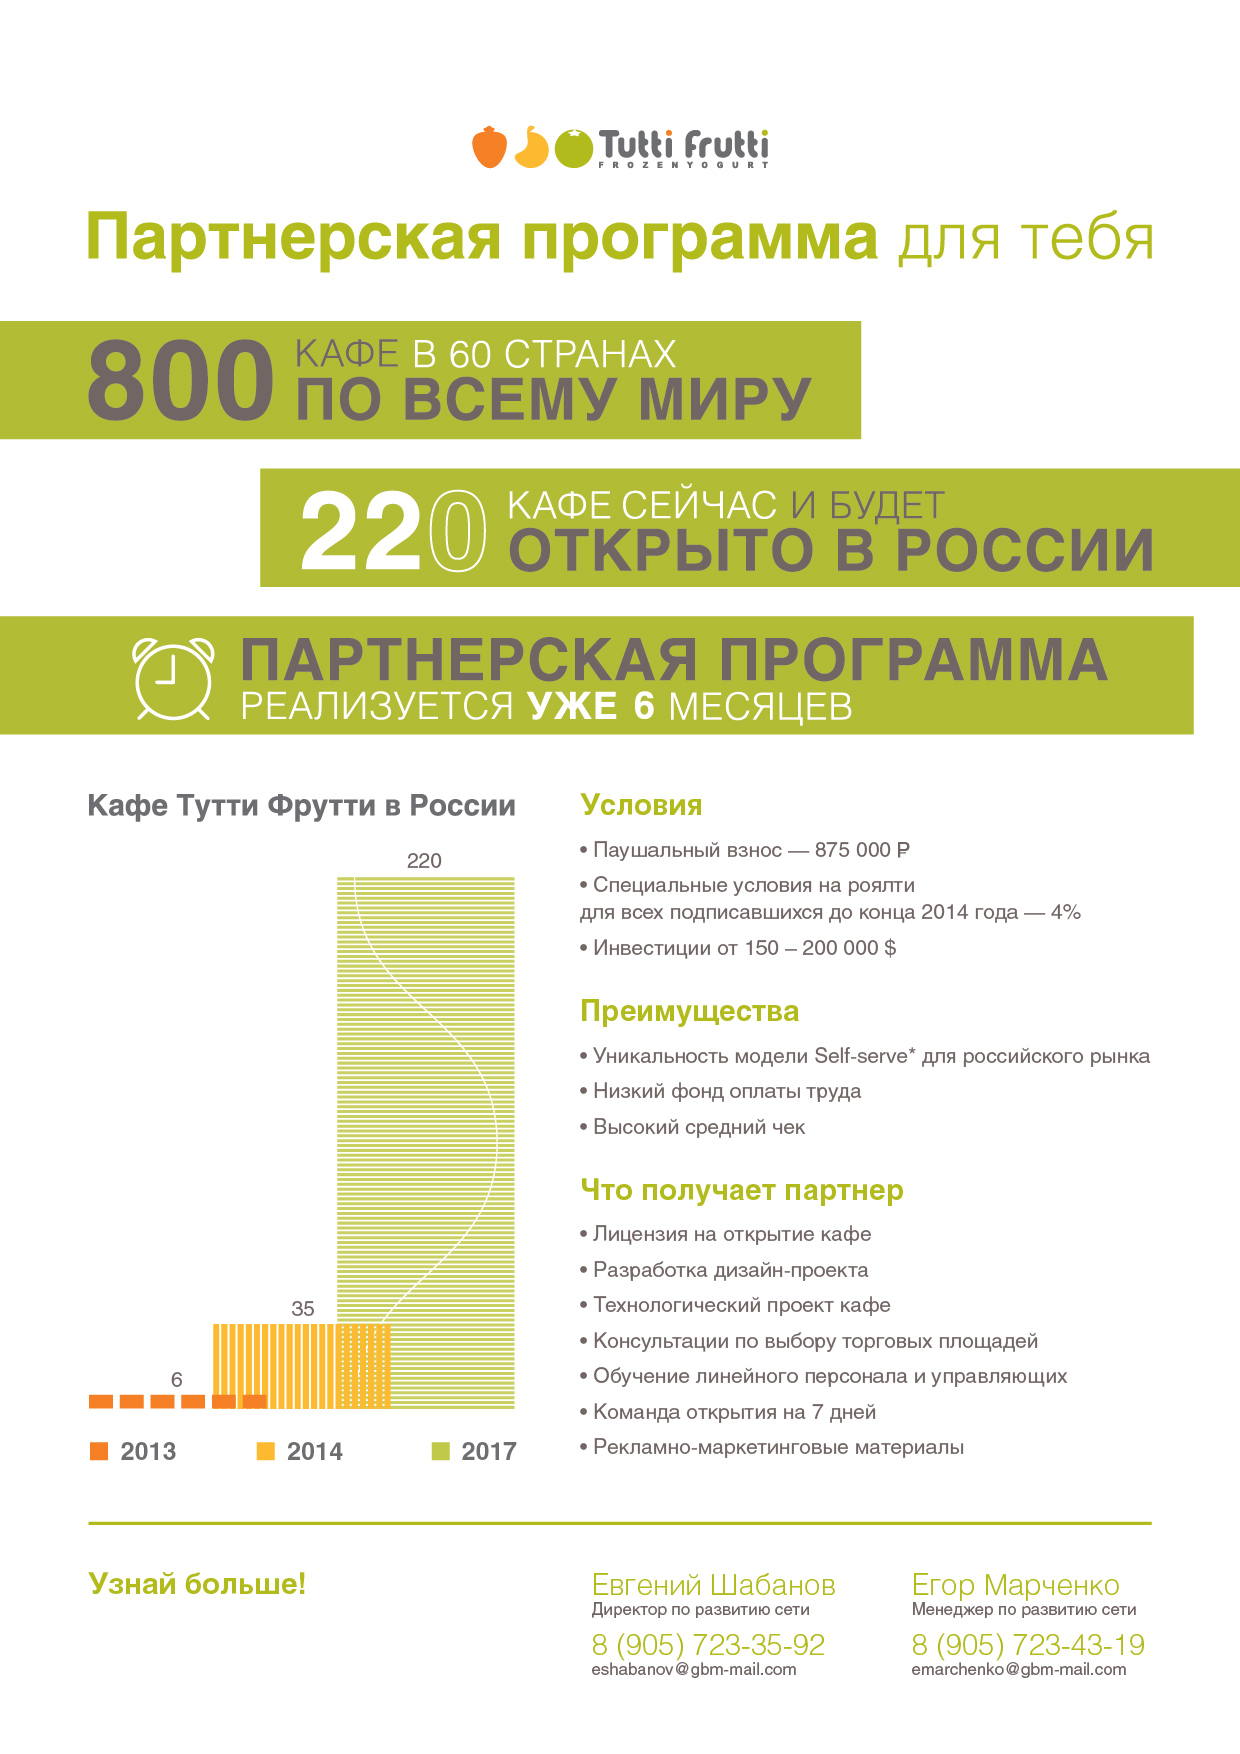 Tutti Frutti
FROZENYOGURT
Партнерская программа для тебя
800 КАФЕ В 60 СТРАНАХ
ПО ВСЕМУ МИРУ
220 КАФЕ СЕЙЧАС И БУДЕТ
ОТКРЫТО В РОССИИ
ПАРТНЕРСКАЯ ПРОГРАММА
РЕАЛИЗУЕТСЯ УЖЕ 6 МЕСЯЦЕВ
Кафе Тутти Фрутти в России
220
35
6
2013
2014
2017
Условия
• Паушальный взнос — 875 000 ₽
• Специальные условия на роялти
для всех подписавшихся до конца 2014 года — 4%
• Инвестиции от 150 – 200 000 $
Преимущества
• Уникальность модели Self-serve* для российского рынка
• Низкий фонд оплаты труда
• Высокий средний чек
Что получает партнер
• Лицензия на открытие кафе
• Разработка дизайн-проекта
• Технологический проект кафе
• Консультации по выбору торговых площадей
• Обучение линейного персонала и управляющих
• Команда открытия на 7 дней
• Рекламно-маркетинговые материалы
Узнай больше!
Евгений Шабанов
Директор по развитию сети
8 (905) 723-35-92
eshabanov@gbm-mail.com
Егор Марченко
Менеджер по развитию сети
8 (905) 723-43-19
emarchenko@gbm-mail.com